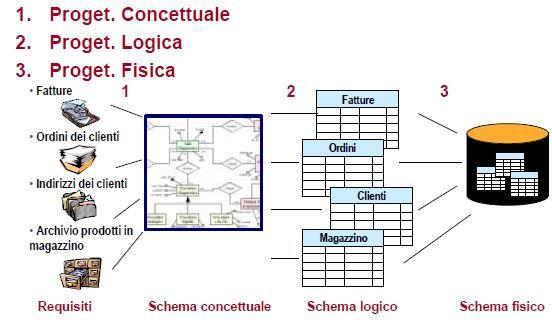 1. Proget. Concettuale
2. Proget. Logica
3. Proget. Fisica
• Fatture
1
2
3
• Ordini dei clienti
• Indirizzi dei clienti
• Archivio prodotti in
magazzino
Fatture
Ordini
Clienti
Magazzino
Requisiti
Schema concettuale
Schema logico
Schema fisico